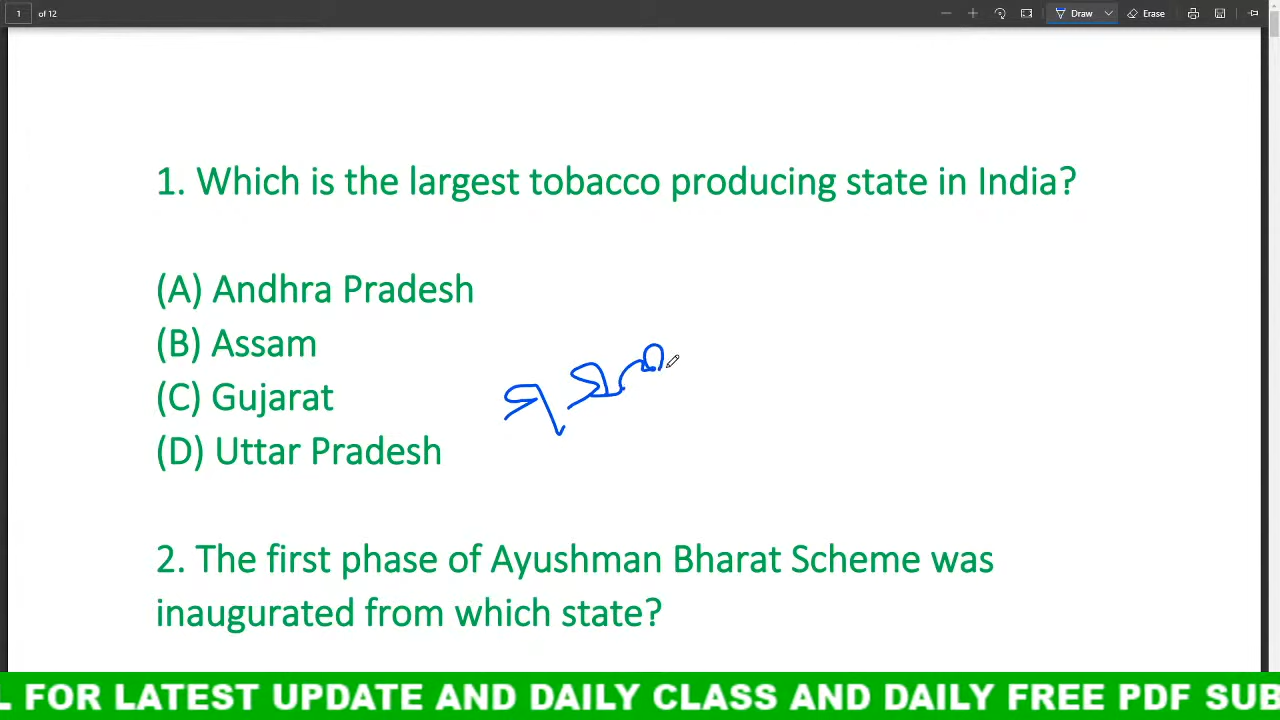 1
of 12
Draw
Erase
1. Which is the largest tobacco producing state in India?
(A) Andhra Pradesh
(B) Assam
(C) Gujarat
(D) Uttar Pradesh
2. The first phase of Ayushman Bharat Scheme was
inaugurated from which state?
L FOR LATEST UPDATE AND DAILY CLASS AND DAILY FREE PDF SUB